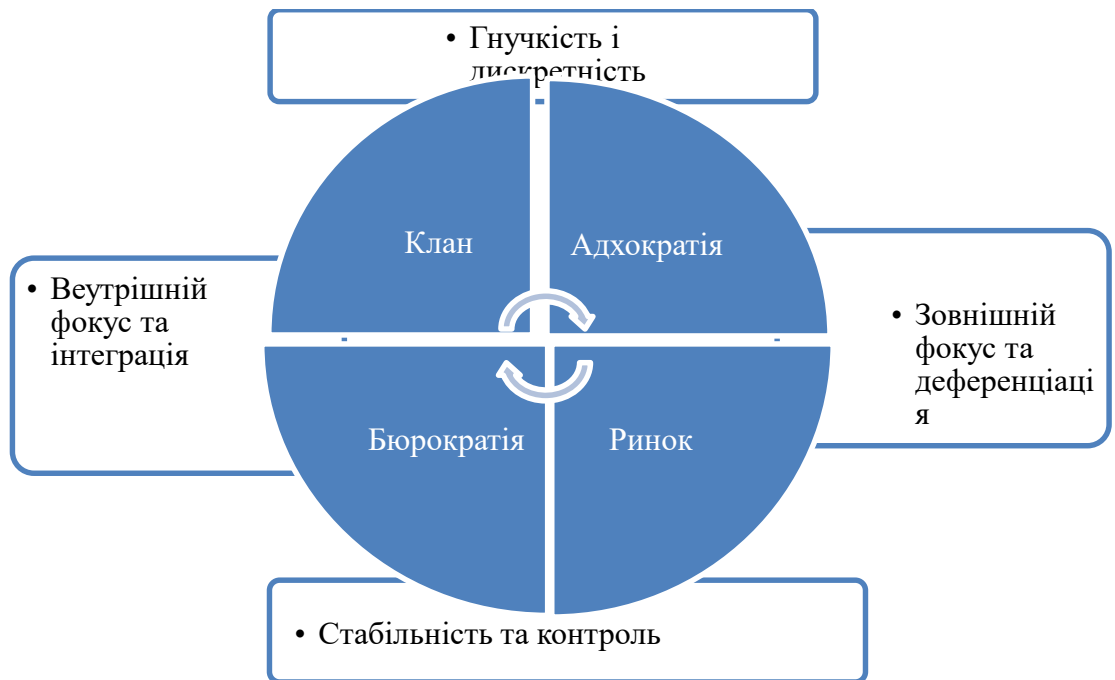 • Гнучкість і
дискретність
Клан
Адхократія
• Веутрішній
фокус та
інтеграція
• Зовнішній
фокус та
деференціаці
я
Бюрократія
Ринок
• Стабільність та контроль